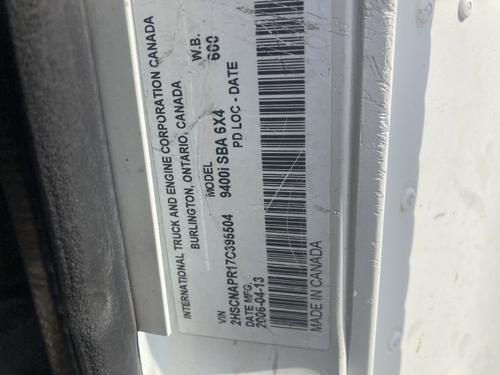 INTERNATIONAL TRUCK AND ENGINE CORPORATION CANADA
BURLINGTON, ONTARIO, CANADA
MODEL W.B.
9400i SBA 6X4 600
PD LOC - DATE
VIN
2HSCNAPR17C395504
DATE MFG.
2006-04-13
MADE IN CANADA